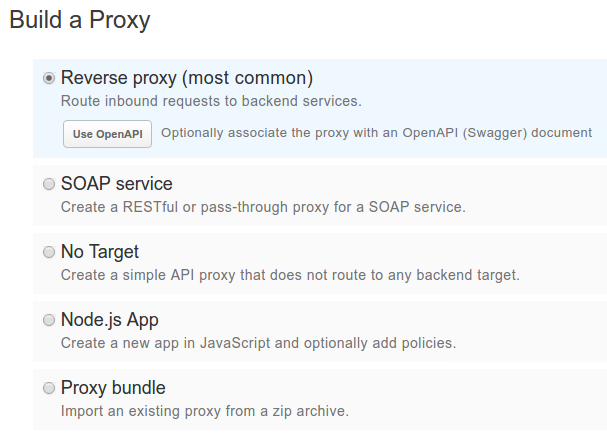 Build a Proxy
Reverse proxy (most common)
Route inbound requests to backend services.
Use OpenAPI Optionally associate the proxy with an OpenAPI (Swagger) document
SOAP service
Create a RESTful or pass-through proxy for a SOAP service.
No Target
Create a simple API proxy that does not route to any backend target.
Node.js App
Create a new app in JavaScript and optionally add policies.
Proxy bundle
Import an existing proxy from a zip archive.